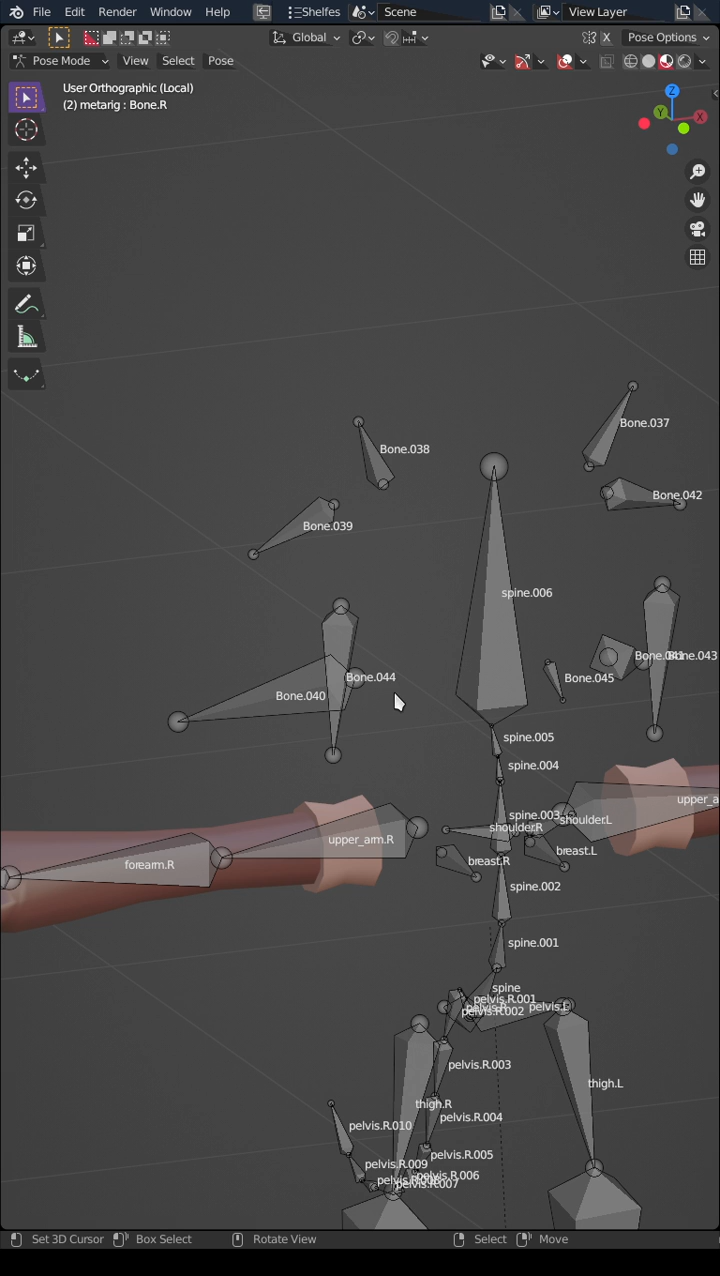 File Edit Render Window Help Shelfes Scene View Layer
Global X Pose Options
Pose Mode View Select Pose
User Orthographic (Local)
(2) metarig : Bone.R
Z
Y X
Bone.037
Bone.038
Bone.042
Bone.039
spine.006
Bone.043
Bone.044
Bone.045
Bone.040
spine.005
spine.004
upper_a
spine.003
shoulder.L
shoulder.R
upper_arm.R
breast.L
breast.R
forearm.R
spine.002
spine.001
spine
pelvis.R.001
pelvis.L
pelvis.R.002
pelvis.R.003
thigh.L
thigh.R
pelvis.R.004
pelvis.R.010
pelvis.R.005
pelvis.R.009
pelvis.R.006
pelvis.R.007
Set 3D Cursor Box Select Rotate View Select Move